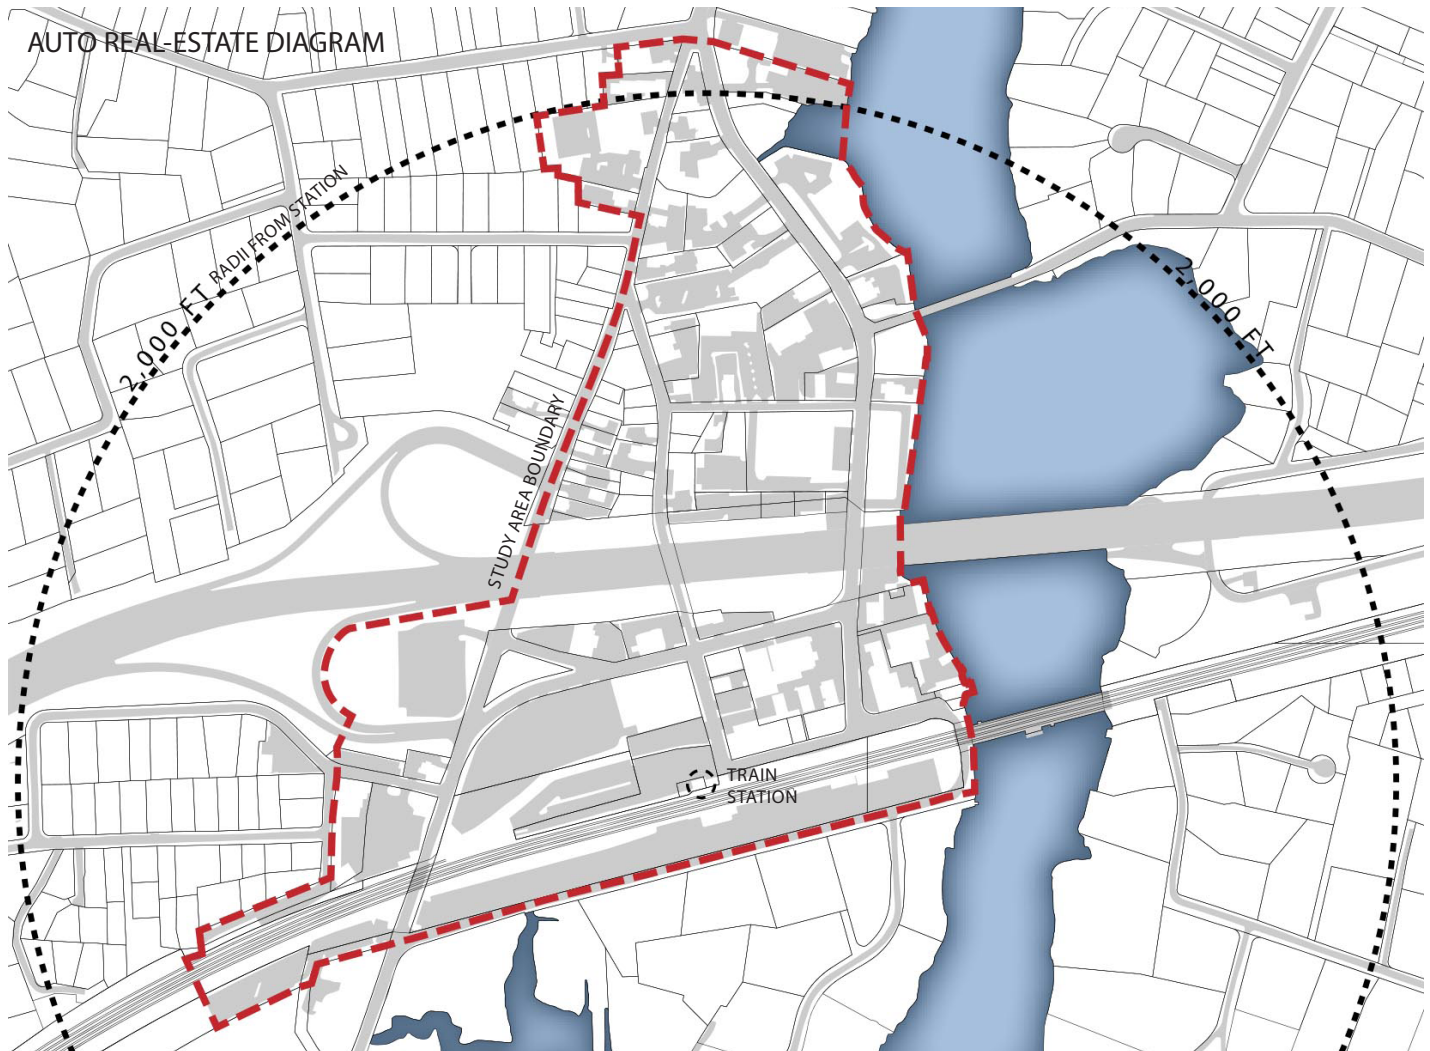 AUTO REAL-ESTATE DIAGRAM
2,000 FT RADII FROM STATION
2,000 FT
STUDY AREA BOUNDARY
TRAIN
STATION